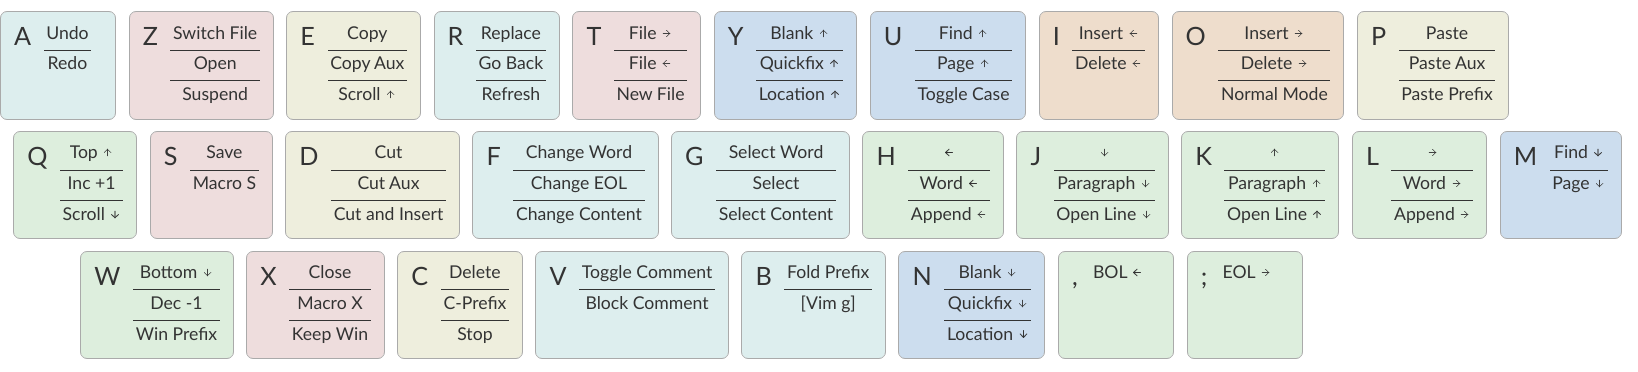 A Undo
Redo
Z Switch File
Open
Suspend
E Copy
Copy Aux
Scroll ↑
R Replace
Go Back
Refresh
T File →
File ←
New File
Y Blank ↑
Quickfix ↑
Location ↑
U Find ↑
Page ↑
Toggle Case
I Insert ←
Delete ←
O Insert →
Delete →
Normal Mode
P Paste
Paste Aux
Paste Prefix
Q Top ↑
Inc +1
Scroll ↓
S Save
Macro S
D Cut
Cut Aux
Cut and Insert
F Change Word
Change EOL
Change Content
G Select Word
Select
Select Content
H ←
Word ←
Append ←
J ↓
Paragraph ↓
Open Line ↓
K ↑
Paragraph ↑
Open Line ↑
L →
Word →
Append →
M Find ↓
Page ↓
W Bottom ↓
Dec -1
Win Prefix
X Close
Macro X
Keep Win
C Delete
C-Prefix
Stop
V Toggle Comment
Block Comment
B Fold Prefix
[Vim g]
N Blank ↓
Quickfix ↓
Location ↓
, BOL ←
; EOL →